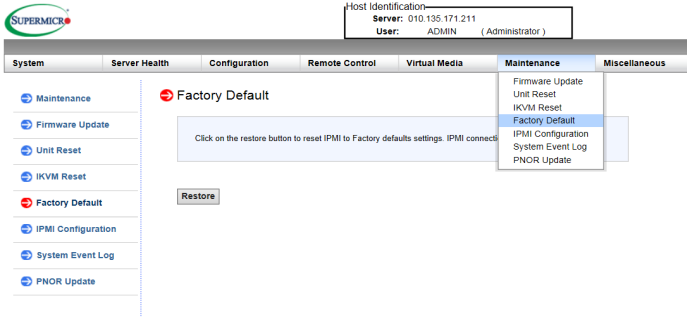 SUPERMICR
Host Identification
Server: 010.135.171.211
User: ADMIN (Administrator)
System Server Health Configuration Remote Control Virtual Media Maintenance Miscellaneous
Firmware Update
Unit Reset
IKVM Reset
Factory Default
IPMI Configuration
System Event Log
PNOR Update
Maintenance
Firmware Update
Unit Reset
IKVM Reset
Factory Default
IPMI Configuration
System Event Log
PNOR Update
Factory Default
Click on the restore button to reset IPMI to Factory defaults settings. IPMI connecti
Restore